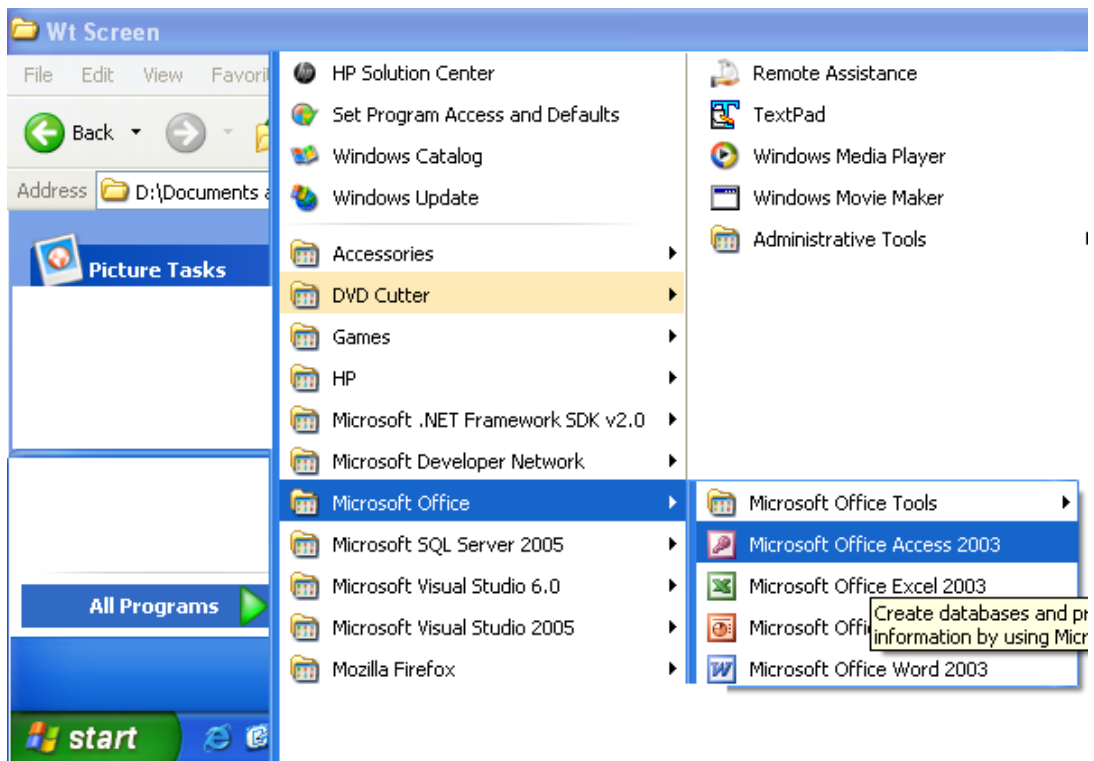 Wt Screen
File Edit View Favori
Back
Address D:\Documents a
Picture Tasks
All Programs
start
HP Solution Center
Set Program Access and Defaults
Windows Catalog
Windows Update
Accessories
DVD Cutter
Games
HP
Microsoft .NET Framework SDK v2.0
Microsoft Developer Network
Microsoft Office
Microsoft SQL Server 2005
Microsoft Visual Studio 6.0
Microsoft Visual Studio 2005
Mozilla Firefox
Remote Assistance
TextPad
Windows Media Player
Windows Movie Maker
Administrative Tools
Microsoft Office Tools
Microsoft Office Access 2003
Microsoft Office Excel 2003
Microsoft Offi
Microsoft Office Word 2003
Create databases and pr
information by using Micr